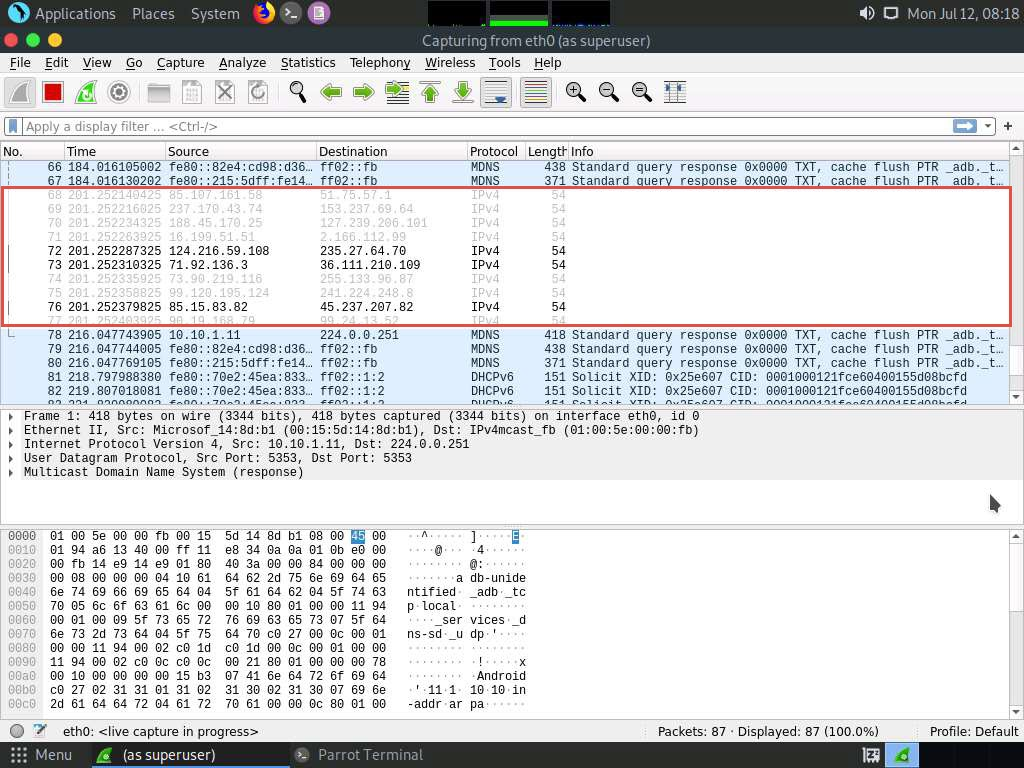 Applications Places System Mon Jul 12, 08:18
Capturing from eth0 (as superuser)
File Edit View Go Capture Analyze Statistics Telephony Wireless Tools Help
Apply a display filter ... <Ctrl-/>
No. Time Source Destination Protocol Length Info
66 184.016105002 fe80::82e4:cd98:d36… ff02::fb MDNS 438 Standard query response 0x0000 TXT, cache flush PTR _adb._t…
67 184.016130202 fe80::215:5dff:fe14… ff02::fb MDNS 371 Standard query response 0x0000 TXT, cache flush PTR _adb._t…
68 201.252140425 85.107.161.58 51.75.57.1 IPv4 54
69 201.252216025 237.170.43.74 153.237.69.64 IPv4 54
70 201.252234325 188.45.170.25 127.239.206.101 IPv4 54
71 201.252263925 16.199.51.51 2.166.112.99 IPv4 54
72 201.252287325 124.216.59.108 235.27.64.70 IPv4 54
73 201.252310325 71.92.136.3 36.111.210.109 IPv4 54
74 201.252335925 73.90.219.116 255.133.96.87 IPv4 54
75 201.252358825 99.120.195.124 241.224.248.8 IPv4 54
76 201.252379825 85.15.83.82 45.237.207.82 IPv4 54
77 201.252403925 90.19.168.79 99.24.13.52 IPv4 54
78 216.047743905 10.10.1.11 224.0.0.251 MDNS 418 Standard query response 0x0000 TXT, cache flush PTR _adb._t…
79 216.047744005 fe80::82e4:cd98:d36… ff02::fb MDNS 438 Standard query response 0x0000 TXT, cache flush PTR _adb._t…
80 216.047769105 fe80::215:5dff:fe14… ff02::fb MDNS 371 Standard query response 0x0000 TXT, cache flush PTR _adb._t…
81 218.797988380 fe80::70e2:45ea:833… ff02::1:2 DHCPv6 151 Solicit XID: 0x25e607 CID: 0001000121fce60400155d08bcfd
82 219.807018081 fe80::70e2:45ea:833… ff02::1:2 DHCPv6 151 Solicit XID: 0x25e607 CID: 0001000121fce60400155d08bcfd
Frame 1: 418 bytes on wire (3344 bits), 418 bytes captured (3344 bits) on interface eth0, id 0
Ethernet II, Src: Microsof_14:8d:b1 (00:15:5d:14:8d:b1), Dst: IPv4mcast_fb (01:00:5e:00:00:fb)
Internet Protocol Version 4, Src: 10.10.1.11, Dst: 224.0.0.251
User Datagram Protocol, Src Port: 5353, Dst Port: 5353
Multicast Domain Name System (response)
0000 01 00 5e 00 00 fb 00 15 5d 14 8d b1 08 00 45 00 ··^····· ]·····E·
0010 01 94 a6 13 40 00 ff 11 e8 34 0a 0a 01 0b e0 00 ····@··· ·4······
0020 00 fb 14 e9 14 e9 01 80 40 3a 00 00 84 00 00 00 ········ @:······
0030 00 08 00 00 00 04 10 61 64 62 2d 75 6e 69 64 65 ·······a db-unide
0040 6e 74 69 66 69 65 64 04 5f 61 64 62 04 5f 74 63 ntified· _adb·_tc
0050 70 05 6c 6f 63 61 6c 00 00 10 80 01 00 00 11 94 p·local· ········
0060 00 01 00 09 5f 73 65 72 76 69 63 65 73 07 5f 64 ····_ser vices·_d
0070 6e 73 2d 73 64 04 5f 75 64 70 c0 27 00 0c 00 01 ns-sd·_u dp·'····
0080 00 00 11 94 00 02 c0 1d c0 1d 00 0c 00 01 00 00 ········ ········
0090 11 94 00 02 c0 0c c0 0c 00 21 80 01 00 00 00 78 ········ ·!·····x
00a0 00 10 00 00 00 00 15 b3 07 41 6e 64 72 6f 69 64 ········ ·Android
00b0 c0 27 02 31 31 01 31 02 31 30 02 31 30 07 69 6e ·'·11·1· 10·10·in
00c0 2d 61 64 64 72 04 61 72 70 61 00 00 0c 80 01 00 -addr·ar pa······
eth0: <live capture in progress> Packets: 87 · Displayed: 87 (100.0%) Profile: Default
Menu (as superuser) Parrot Terminal